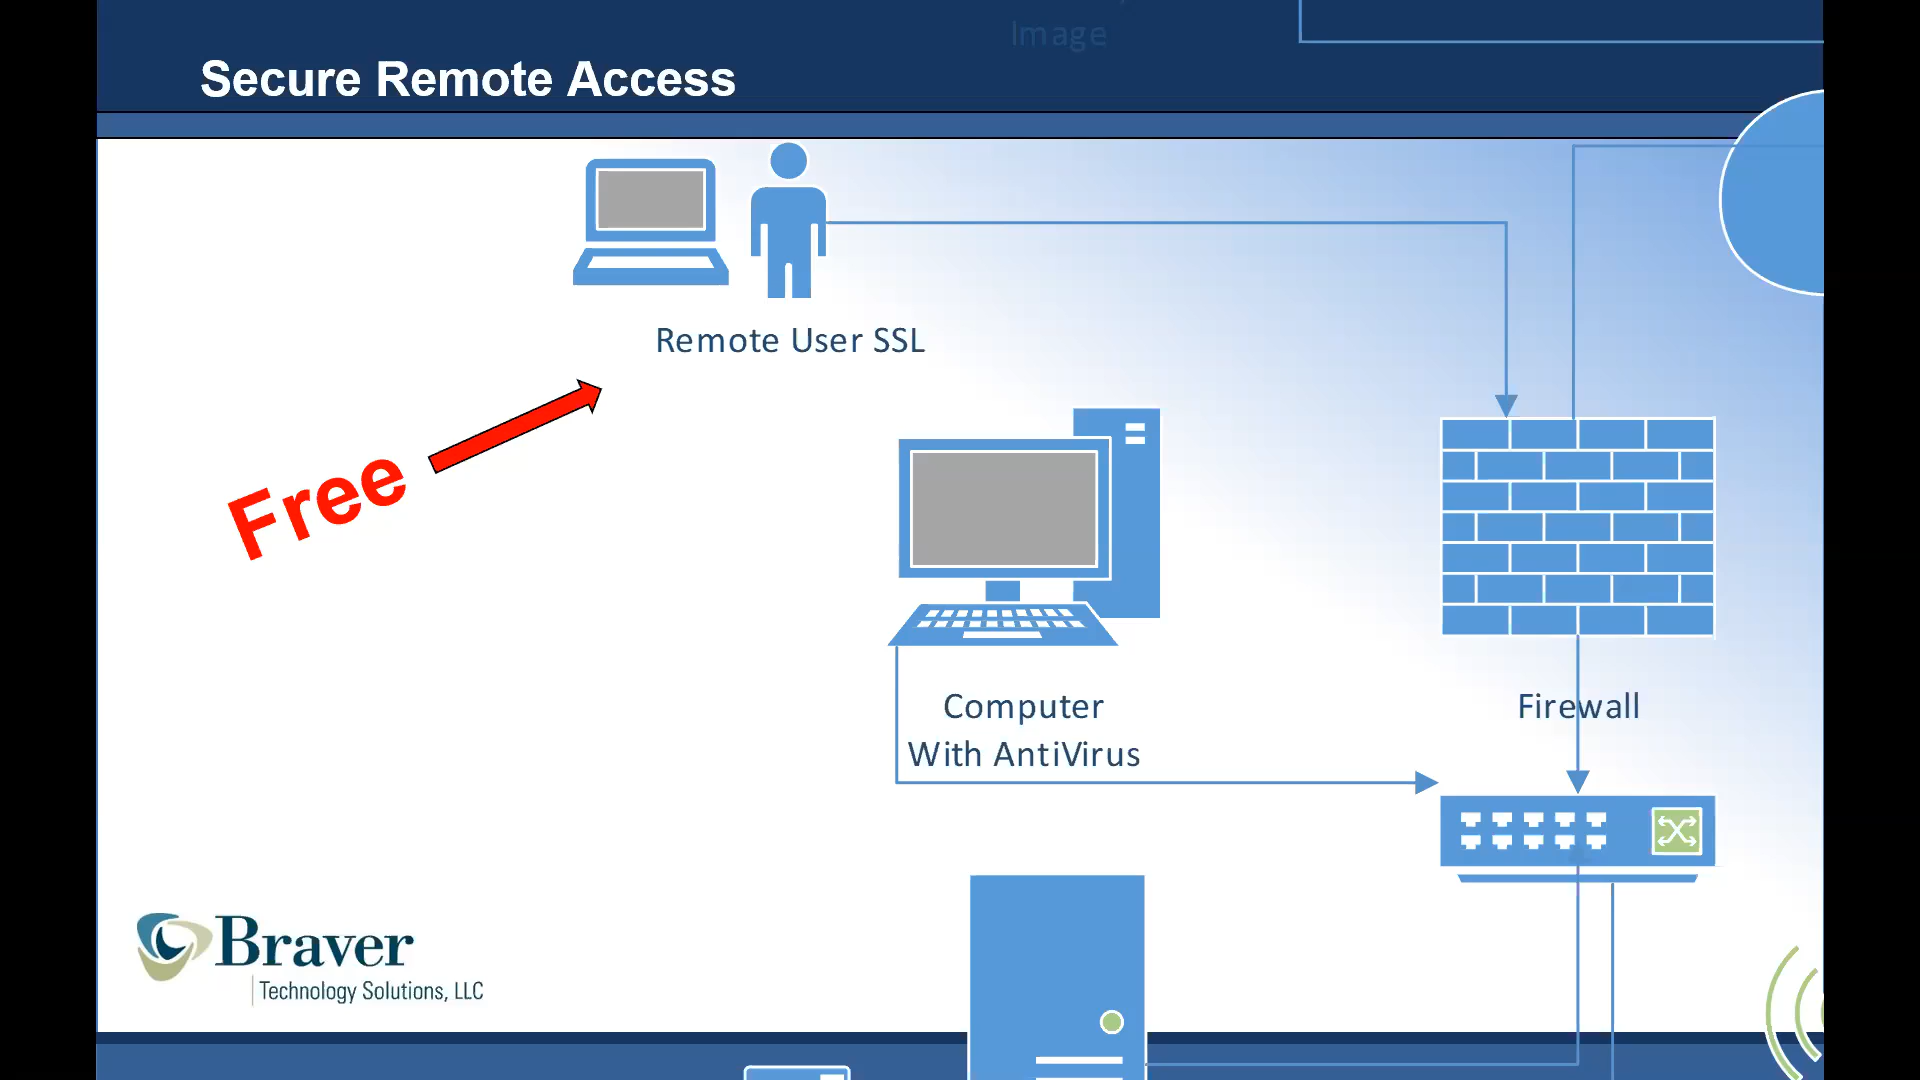 Image
Secure Remote Access
Remote User SSL
Free
Computer
With AntiVirus
Firewall
Braver
Technology Solutions, LLC